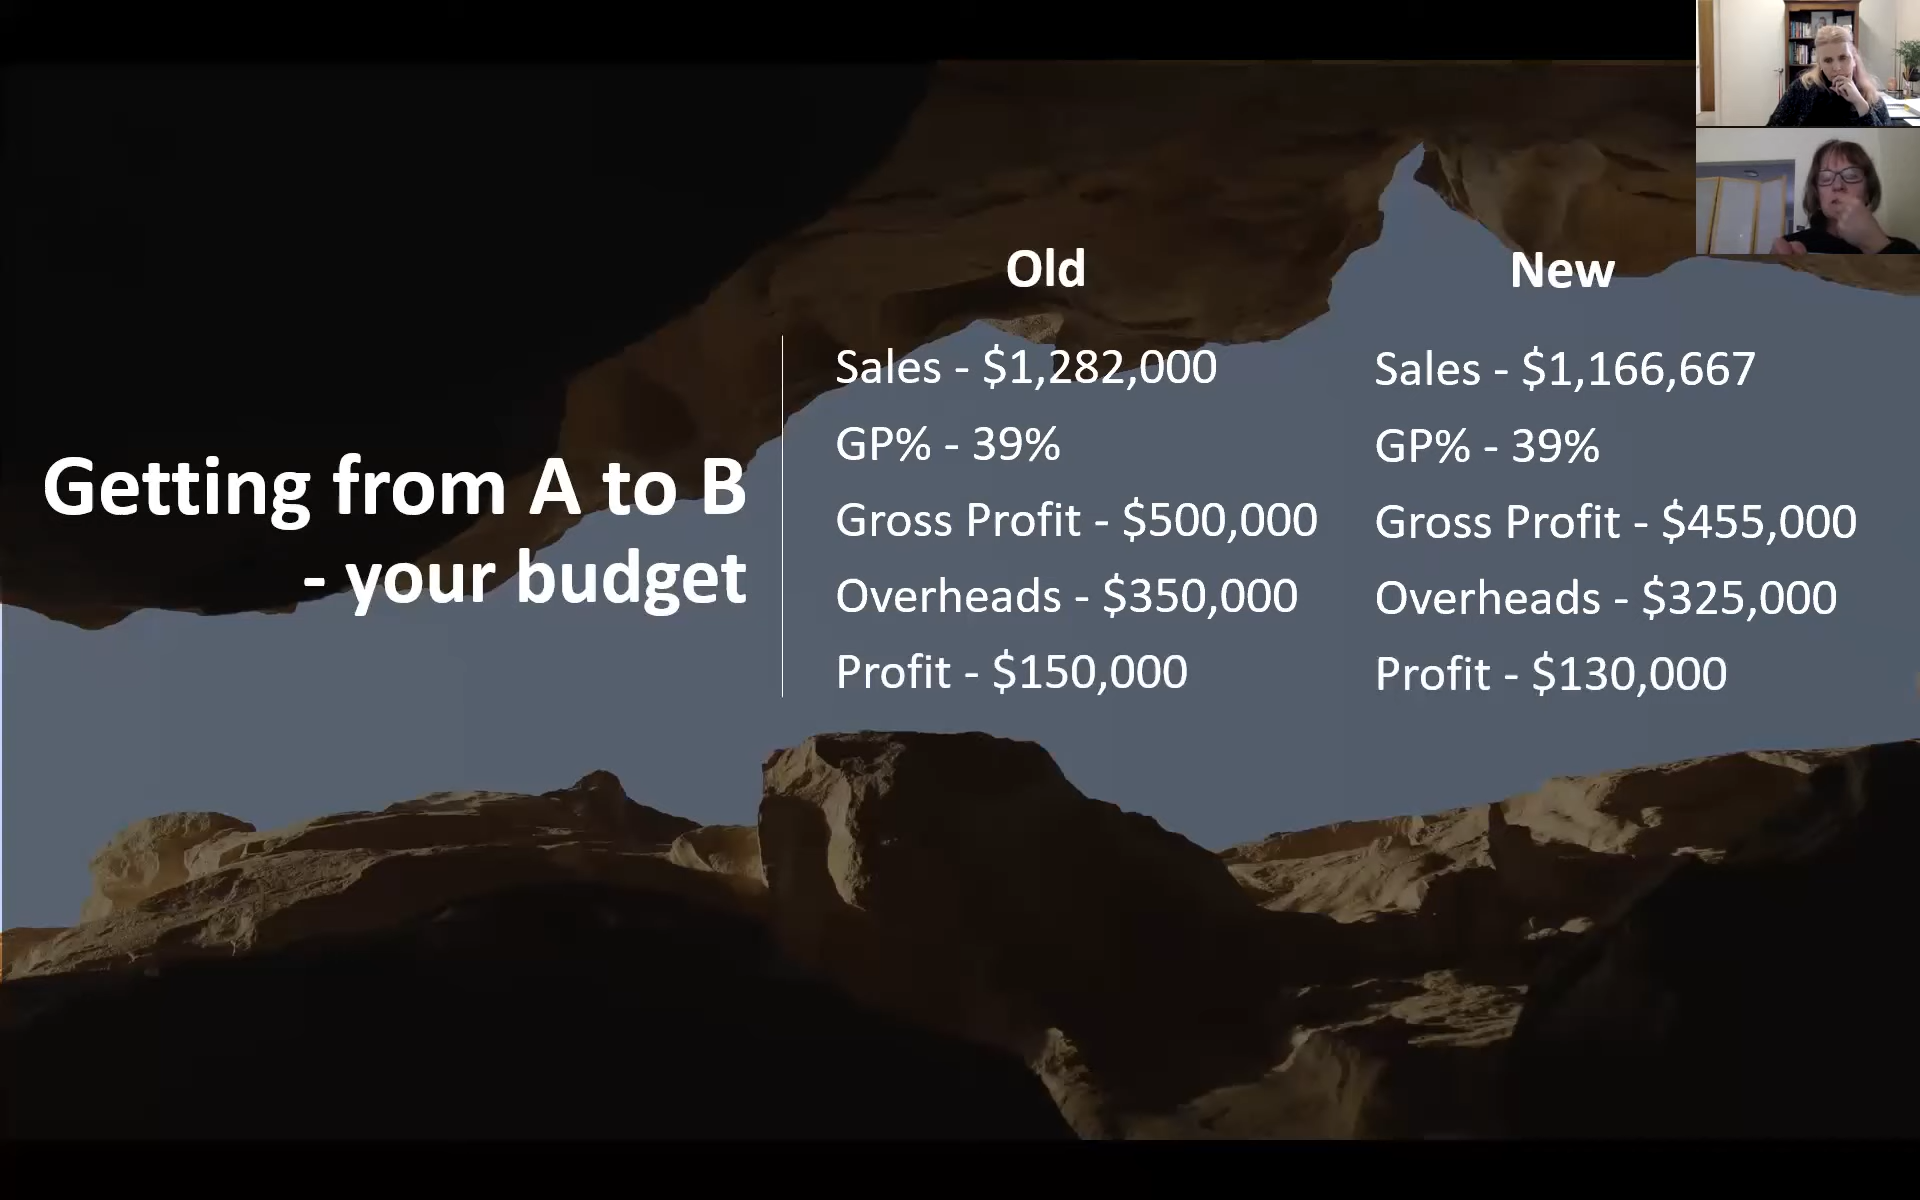 Getting from A to B
- your budget
Old
Sales - $1,282,000
GP% - 39%
Gross Profit - $500,000
Overheads - $350,000
Profit - $150,000
New
Sales - $1,166,667
GP% - 39%
Gross Profit - $455,000
Overheads - $325,000
Profit - $130,000